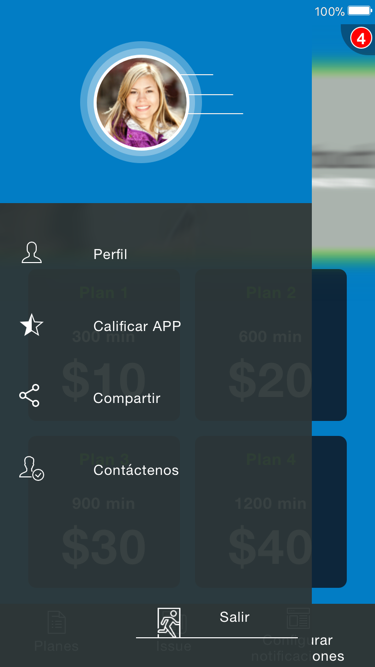 100%
4
Perfil
Plan 1
Plan 2
Calificar APP
300 min
600 min
$10
$20
Compartir
Plan 3
Plan 4
Contáctenos
900 min
1200 min
$30
$40
Salir
Planes
Issue
Configurar
notificaciones